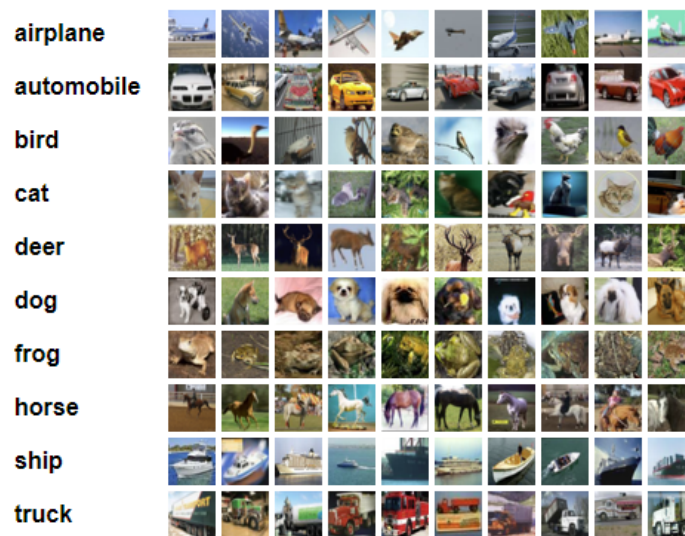 airplane
automobile
bird
cat
deer
dog
frog
horse
ship
truck